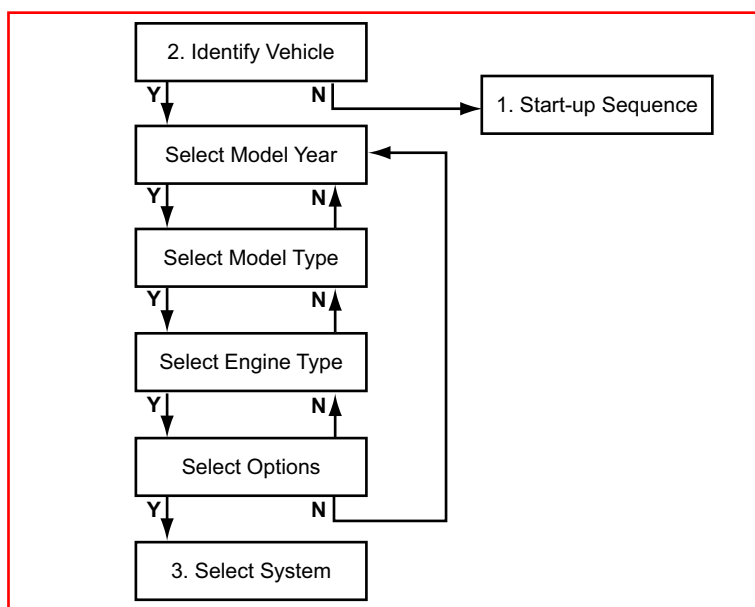 2. Identify Vehicle
Y
N
1. Start-up Sequence
Select Model Year
Y
N
Select Model Type
Y
N
Select Engine Type
Y
N
Select Options
Y
N
3. Select System